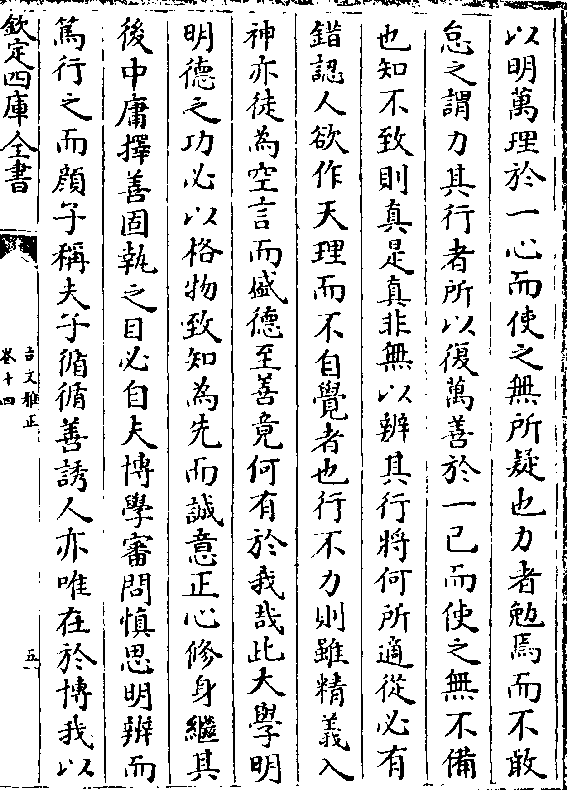 以明萬理於一心而使之無所疑也力者勉焉而不敢
怠之謂力其行者所以復萬善於一已而使之無不備
也知不致則真是真非無以辨其行將何所適從必有
錯認人欲作天理而不自覺者也行不力則雖精義入
神亦徒為空言而盛德至善竟何有於我哉此大學明
明德之功必以格物致知為先而誠意正心修身繼其
後中庸擇善固執之目必自夫博學審問慎思明辨而
篤行之而顔子稱夫子循循善誘人亦唯在於博我以
欽定四庫全書
古文雅正
卷十四
五